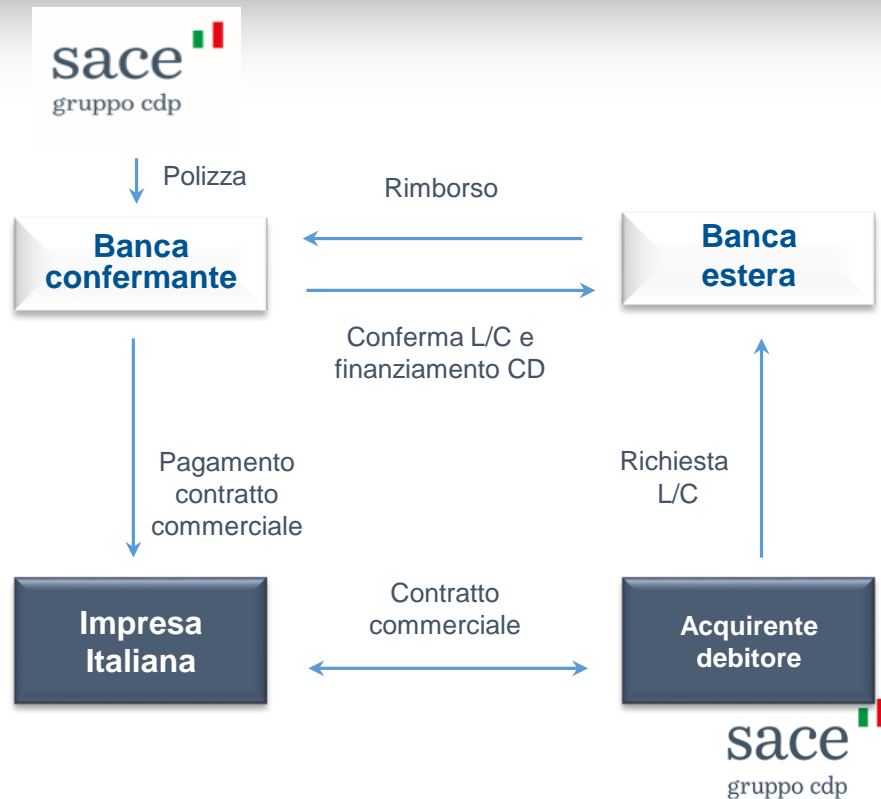 sace
gruppo cdp
Polizza
Rimborso
Banca
confermante
Banca
estera
Conferma L/C e
finanziamento CD
Pagamento
contratto
commerciale
Richiesta
L/C
Impresa
Italiana
Contratto
commerciale
Acquirente
debitore
sace
gruppo cdp